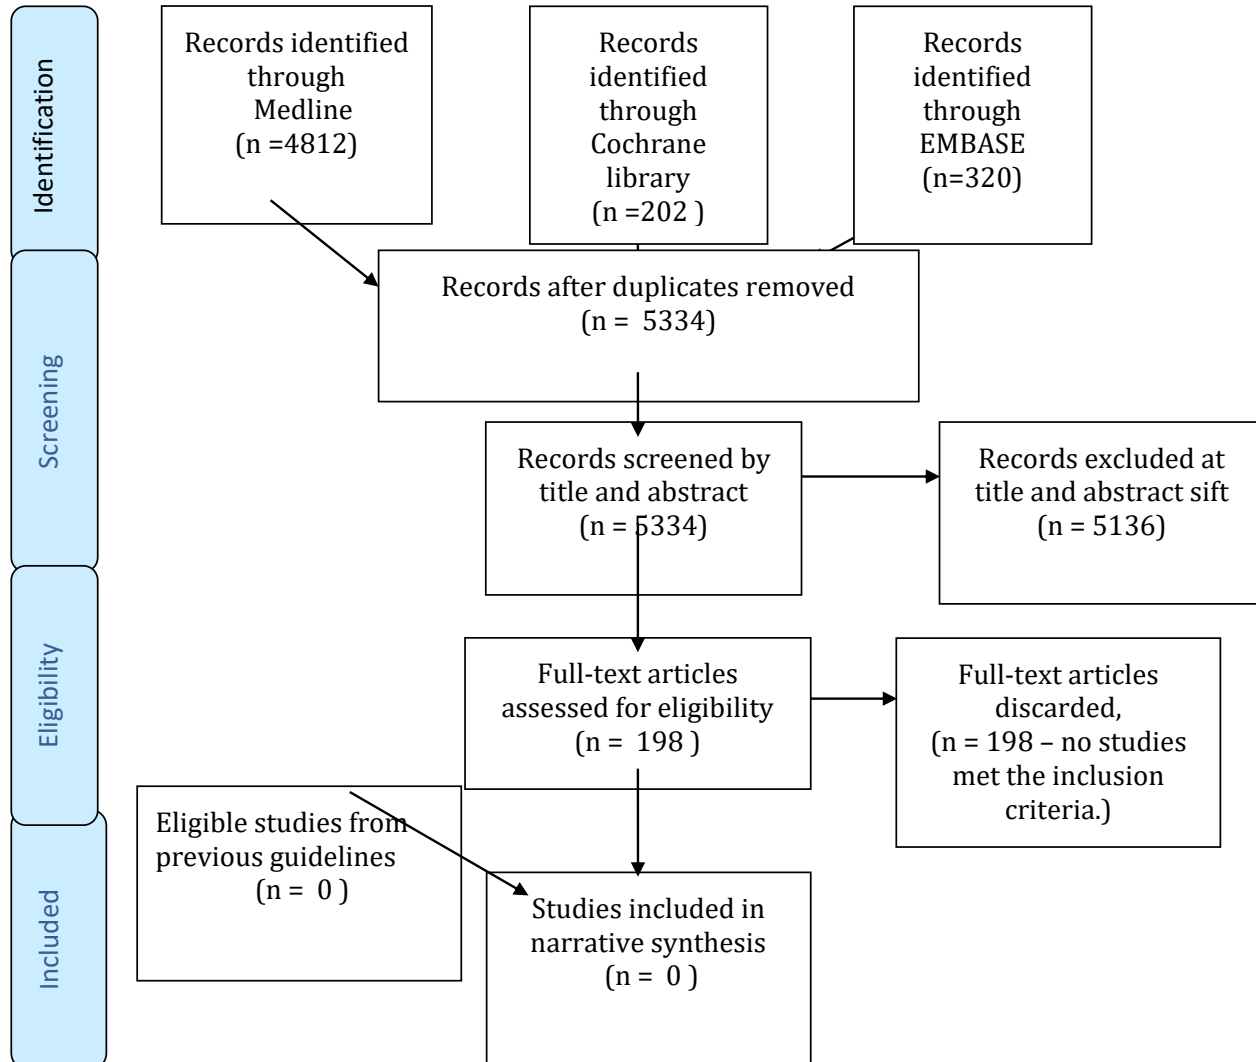 Identification
Records identified
through
Medline
(n =4812)
Records
identified
through
Cochrane
library
(n =202 )
Records
identified
through
EMBASE
(n=320)
Screening
Records after duplicates removed
(n =  5334)
Records screened by
title and abstract
(n = 5334)
Records excluded at
title and abstract sift
(n = 5136)
Eligibility
Full-text articles
assessed for eligibility
(n =  198 )
Full-text articles
discarded,
(n = 198 – no studies
met the inclusion
criteria.)
Included
Eligible studies from
previous guidelines
(n =  0 )
Studies included in
narrative synthesis
(n =  0 )